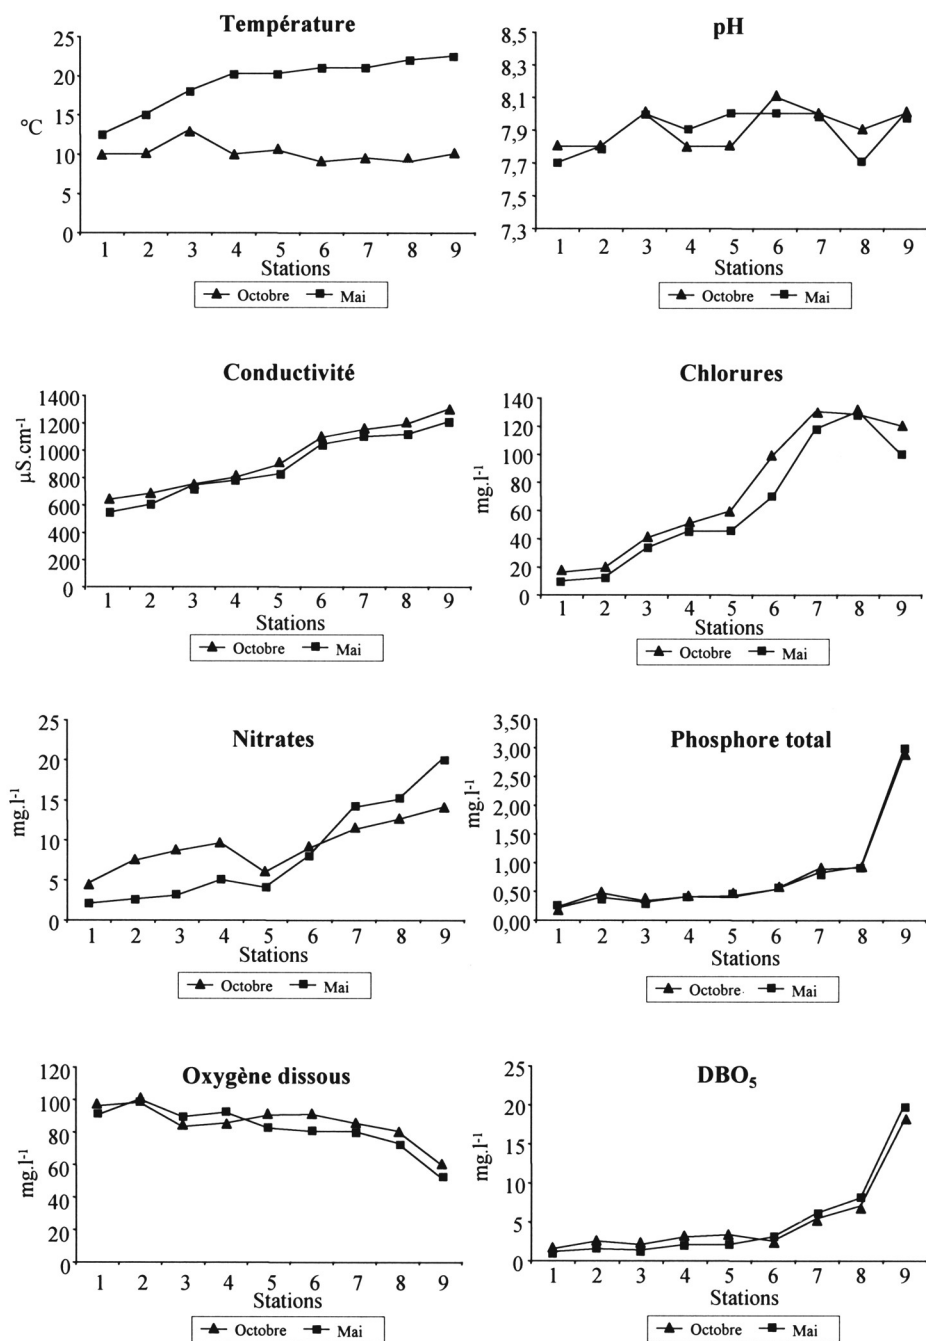 Température
25
20
°C
15
10
5
0
1 2 3 4 5 6 7 8 9
Stations
Octobre Mai
pH
8,5
8,3
8,1
7,9
7,7
7,5
7,3
1 2 3 4 5 6 7 8 9
Stations
Octobre Mai
Conductivité
1400
1200
1000
800
600
400
200
0
µS.cm-1
1 2 3 4 5 6 7 8 9
Stations
Octobre Mai
Chlorures
140
120
100
80
60
40
20
0
mg.l-1
1 2 3 4 5 6 7 8 9
Stations
Octobre Mai
Nitrates
25
20
15
10
5
0
mg.l-1
1 2 3 4 5 6 7 8 9
Stations
Octobre Mai
Phosphore total
3,50
3,00
2,50
2,00
1,50
1,00
0,50
0,00
mg.l-1
1 2 3 4 5 6 7 8 9
Stations
Octobre Mai
Oxygène dissous
120
100
80
60
40
20
0
mg.l-1
1 2 3 4 5 6 7 8 9
Stations
Octobre Mai
DBO5
25
20
15
10
5
0
mg.l-1
1 2 3 4 5 6 7 8 9
Stations
Octobre Mai